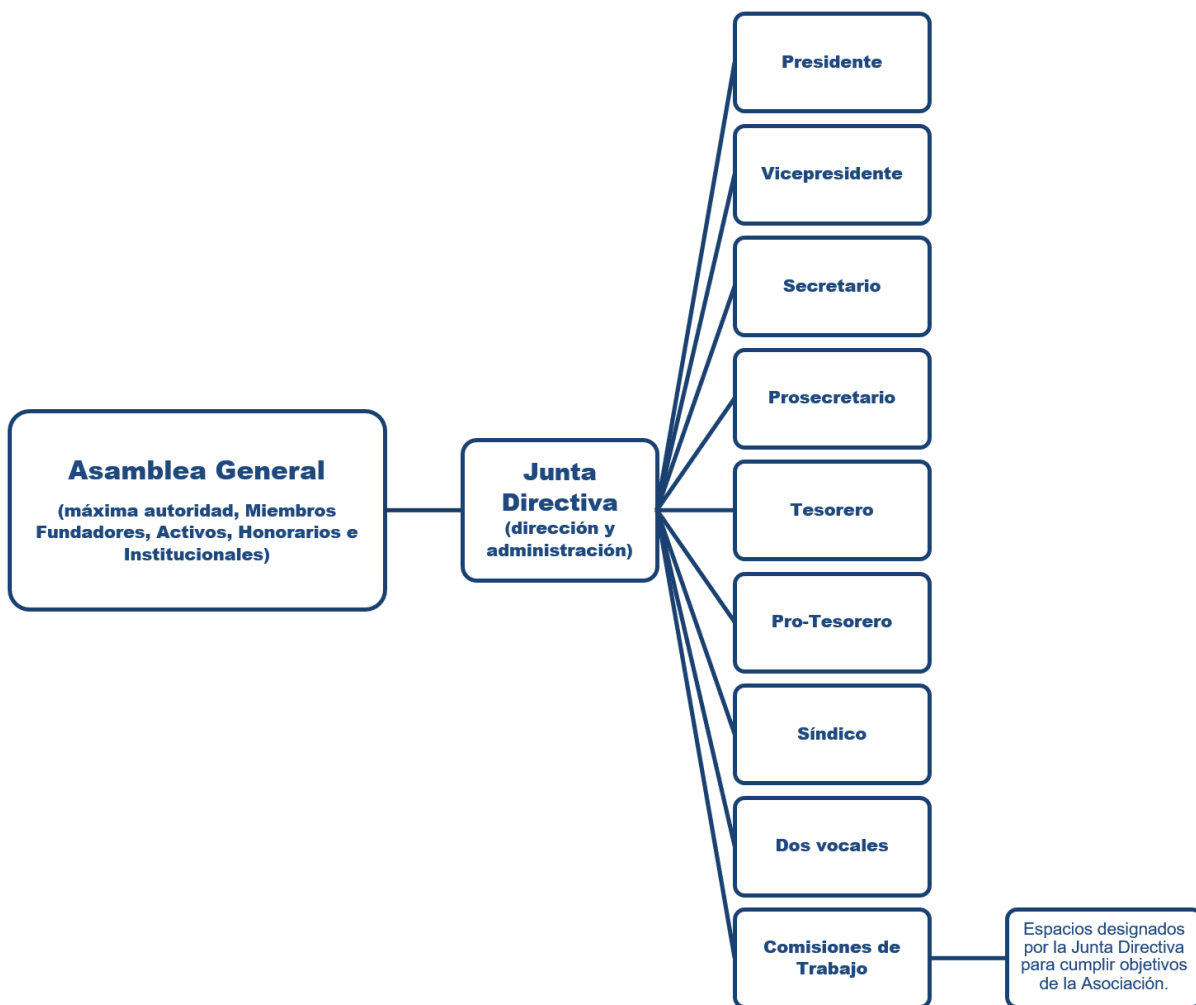 Presidente
Vicepresidente
Secretario
Prosecretario
Asamblea General
(máxima autoridad, Miembros
Fundadores, Activos, Honorarios e
Institucionales)
Junta
Directiva
(dirección y
administración)
Tesorero
Pro-Tesorero
Síndico
Dos vocales
Comisiones de
Trabajo
Espacios designados
por la Junta Directiva
para cumplir objetivos
de la Asociación.